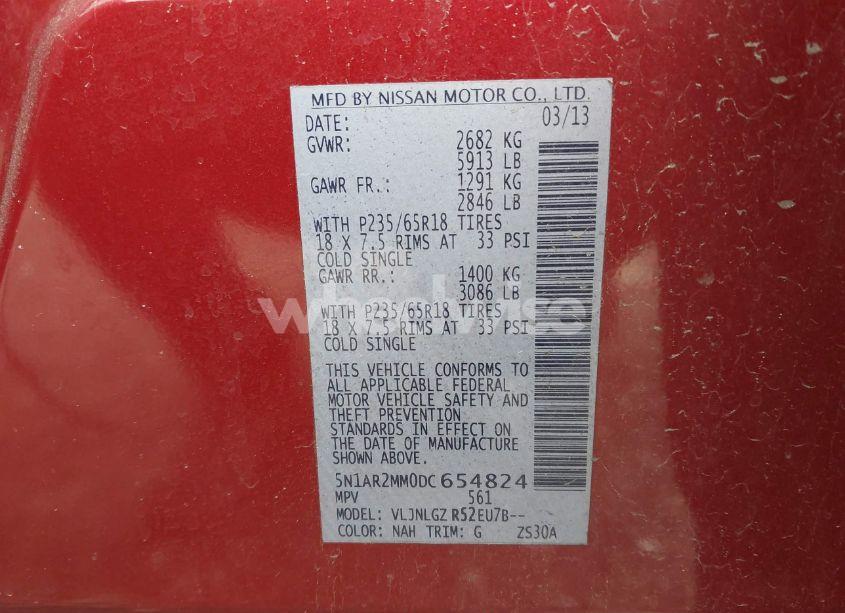 MFD BY NISSAN MOTOR CO., LTD.
DATE: 03/13
GVWR: 2682 KG
5913 LB
GAWR FR.: 1291 KG
2846 LB
WITH P235/65R18 TIRES
18 X 7.5 RIMS AT 33 PSI
COLD SINGLE
GAWR RR.: 1400 KG
3086 LB
WITH P235/65R18 TIRES
18 X 7.5 RIMS AT 33 PSI
COLD SINGLE
wheelwise
THIS VEHICLE CONFORMS TO
ALL APPLICABLE FEDERAL
MOTOR VEHICLE SAFETY AND
THEFT PREVENTION
STANDARDS IN EFFECT ON
THE DATE OF MANUFACTURE
SHOWN ABOVE.
5N1AR2MM0DC654824
MPV 561
MODEL: VLJNLGZ R52EU7B--
COLOR: NAH TRIM: G ZS30A